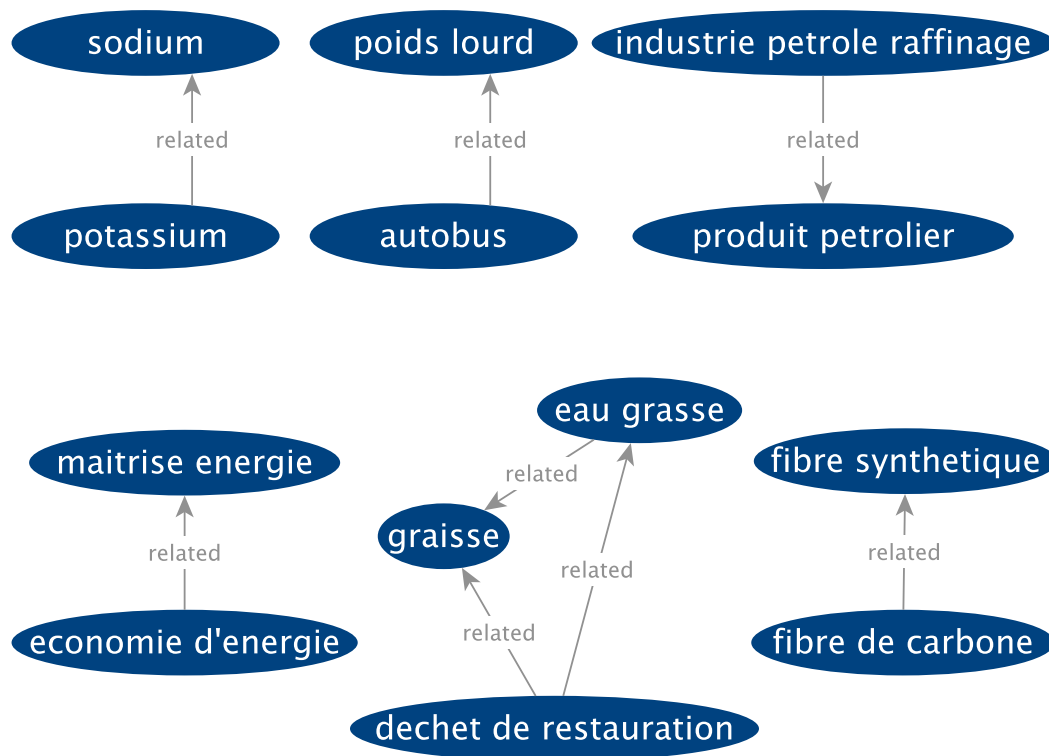 sodium
poids lourd
industrie petrole raffinage
related
related
related
potassium
autobus
produit petrolier
eau grasse
maitrise energie
fibre synthetique
related
graisse
related
related
related
related
economie d'energie
fibre de carbone
dechet de restauration